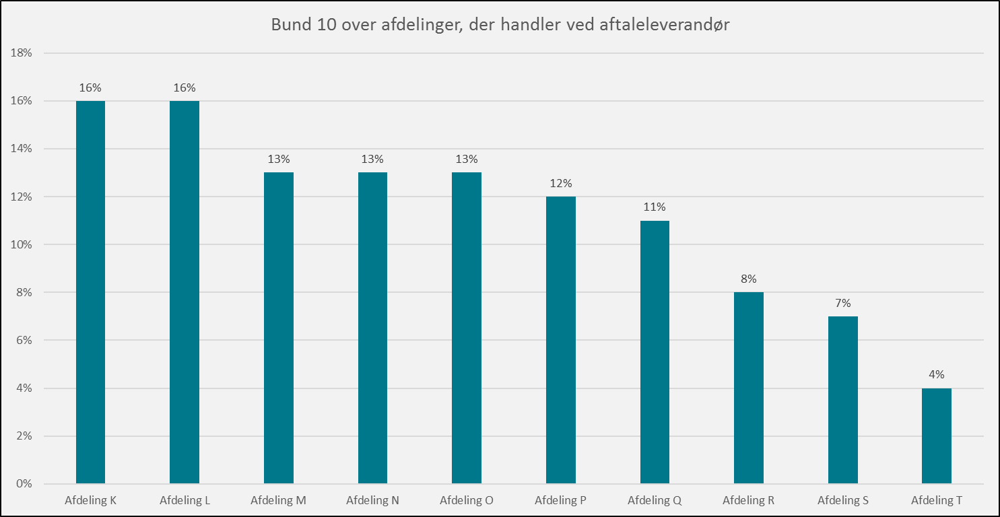 Bund 10 over afdelinger, der handler ved aftaleleverandør
18%
16%
14%
12%
10%
8%
6%
4%
2%
0%
16%
16%
13%
13%
13%
12%
11%
8%
7%
4%
Afdeling K
Afdeling L
Afdeling M
Afdeling N
Afdeling O
Afdeling P
Afdeling Q
Afdeling R
Afdeling S
Afdeling T